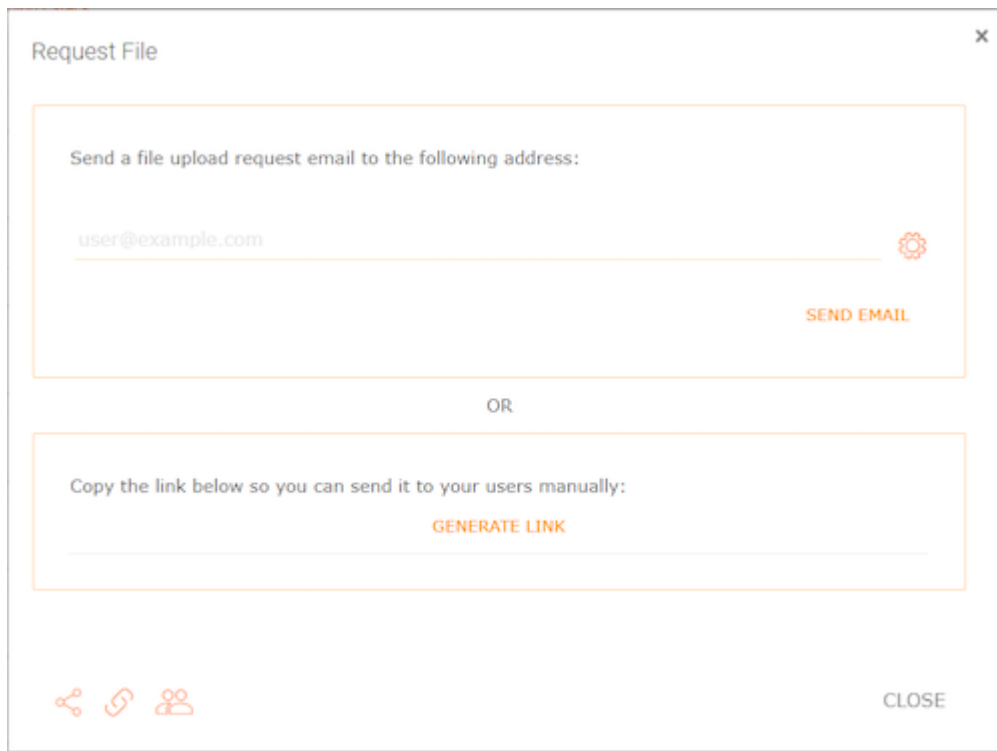 Request File
×
Send a file upload request email to the following address:
user@example.com
SEND EMAIL
OR
Copy the link below so you can send it to your users manually:
GENERATE LINK
CLOSE